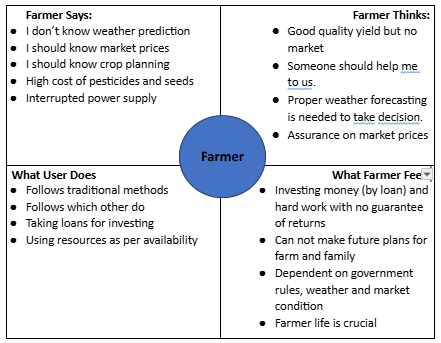 Farmer Says:
● I don't know weather prediction
● I should know market prices
● I should know crop planning
● High cost of pesticides and seeds
● Interrupted power supply
Farmer Thinks:
● Good quality yield but no
market
● Someone should help me
to us.
● Proper weather forecasting
is needed to take decision.
● Assurance on market prices
Farmer
What User Does
● Follows traditional methods
● Follows which other do
● Taking loans for investing
● Using resources as per availability
What Farmer Fee
● Investing money (by loan) and
hard work with no guarantee
of returns
● Can not make future plans for
farm and family
● Dependent on government
rules, weather and market
condition
● Farmer life is crucial